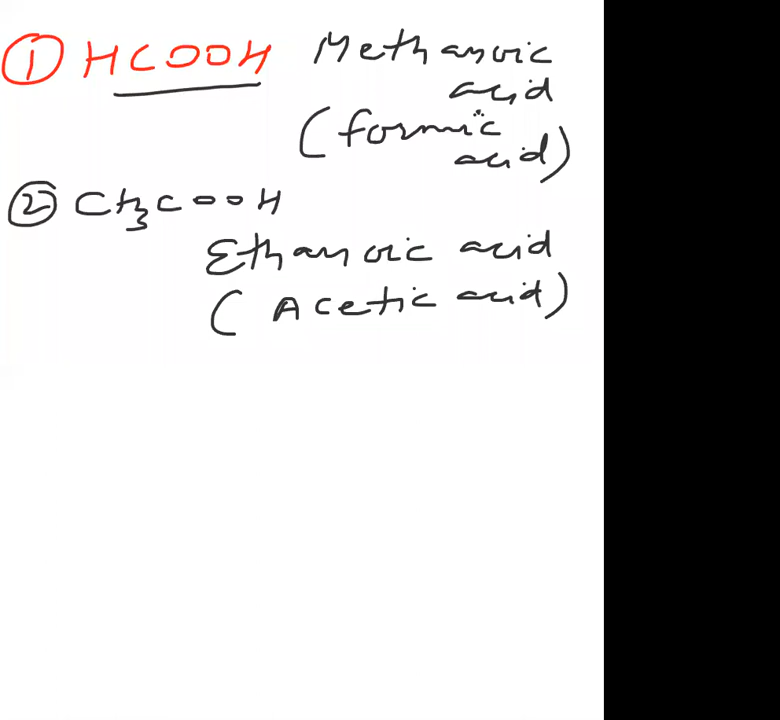 ① HCOOH Methanoic
acid
(formic
acid)
② CH3COOH
Ethanoic acid
(Acetic acid)